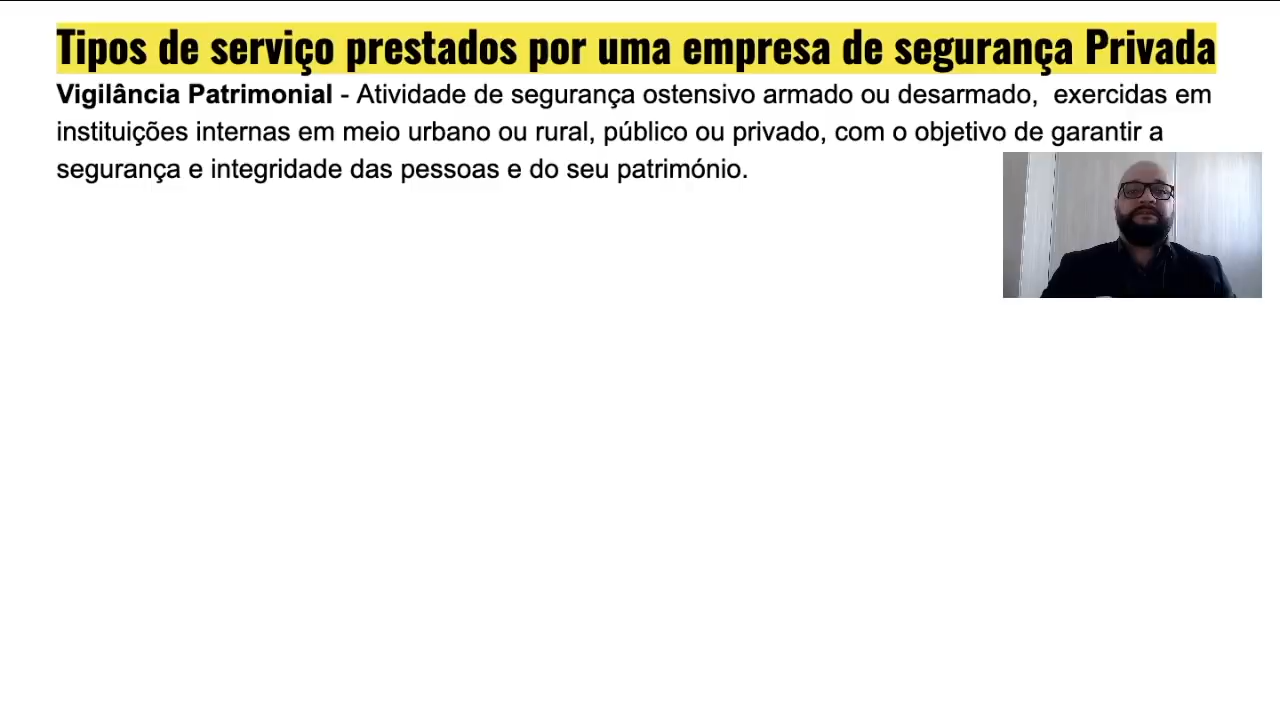 Tipos de serviço prestados por uma empresa de segurança Privada
Vigilância Patrimonial - Atividade de segurança ostensivo armado ou desarmado,  exercidas em
instituições internas em meio urbano ou rural, público ou privado, com o objetivo de garantir a
segurança e integridade das pessoas e do seu património.